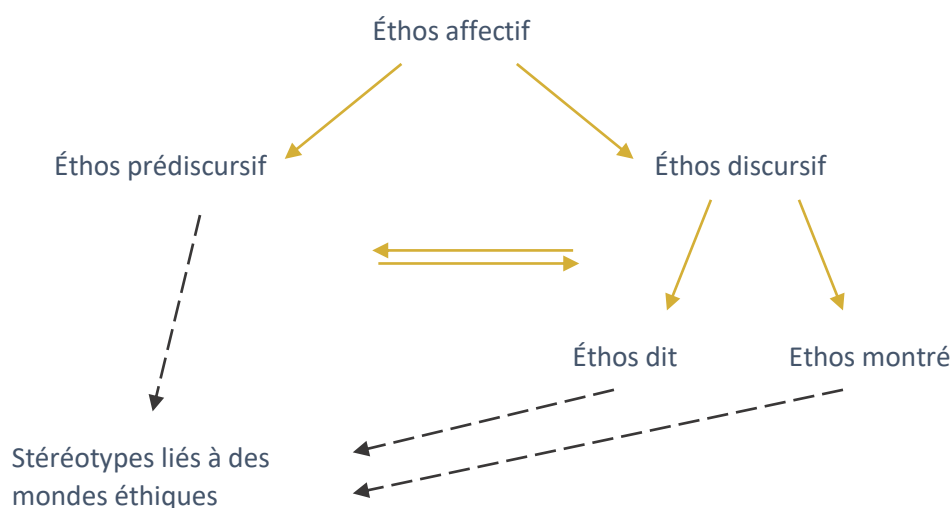 Éthos affectif
Éthos prédiscursif
Éthos discursif
Éthos dit
Ethos montré
Stéréotypes liés à des
mondes éthiques